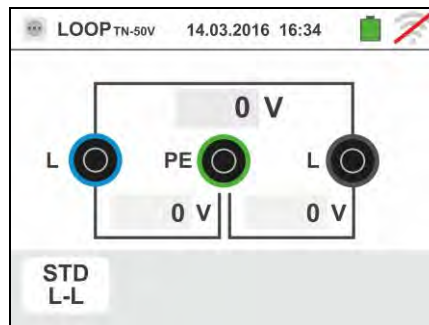 LOOP TN-50V 14.03.2016 16:34
0 V
L PE L
0 V 0 V
STD
L-L